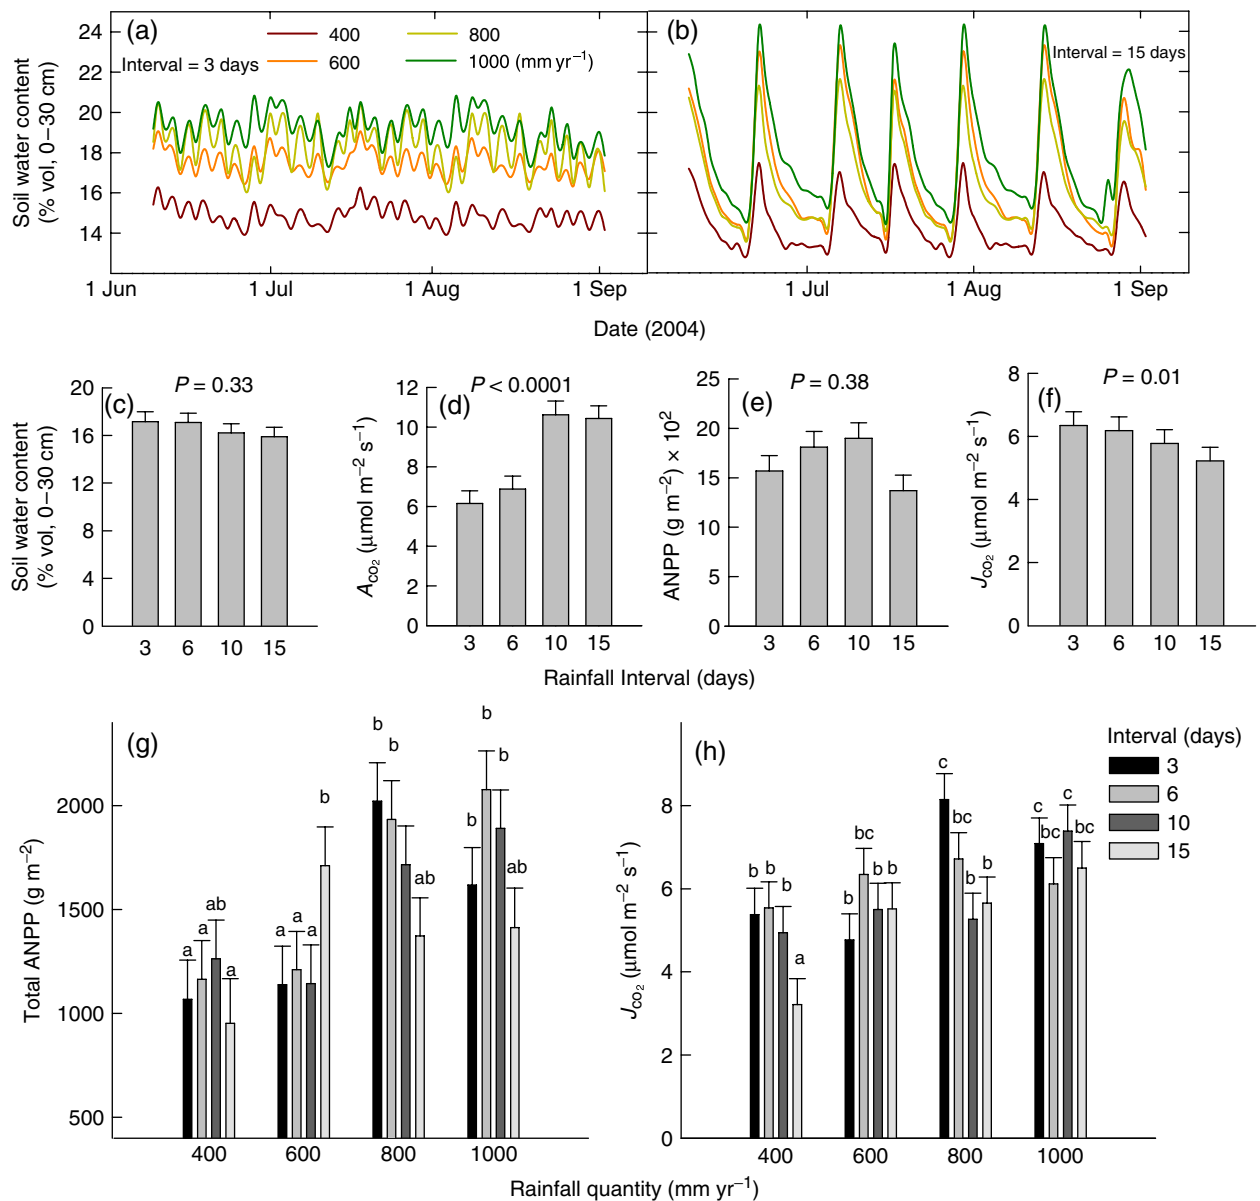 (a)
400
800
600
1000 (mm yr⁻¹)
Interval = 3 days
(b)
Interval = 15 days
Soil water content
(% vol, 0–30 cm)
24
22
20
18
16
14
1 Jun
1 Jul
1 Aug
1 Sep
1 Jul
1 Aug
1 Sep
Date (2004)
(c)
P = 0.33
Soil water content
(% vol, 0–30 cm)
20
16
12
8
4
0
3 6 10 15
(d)
P < 0.0001
A_CO₂ (μmol m⁻² s⁻¹)
12
10
8
6
4
2
0
3 6 10 15
(e)
P = 0.38
ANPP (g m⁻²) × 10²
25
20
15
10
5
0
3 6 10 15
(f)
P = 0.01
J_CO₂ (μmol m⁻² s⁻¹)
8
6
4
2
0
3 6 10 15
Rainfall Interval (days)
(g)
Total ANPP (g m⁻²)
2000
1500
1000
500
a a ab a
a a a b
b b ab
b b b ab
400 600 800 1000
(h)
J_CO₂ (μmol m⁻² s⁻¹)
8
6
4
2
0
b b b a
b bc b b
c bc b b
c bc c bc
400 600 800 1000
Interval (days)
3
6
10
15
Rainfall quantity (mm yr⁻¹)